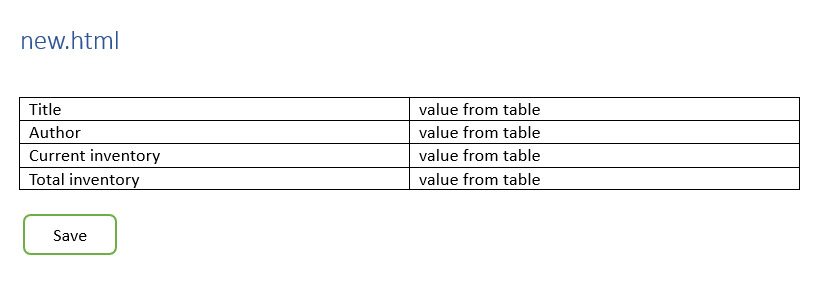 new.html
Title value from table
Author value from table
Current inventory value from table
Total inventory value from table
Save